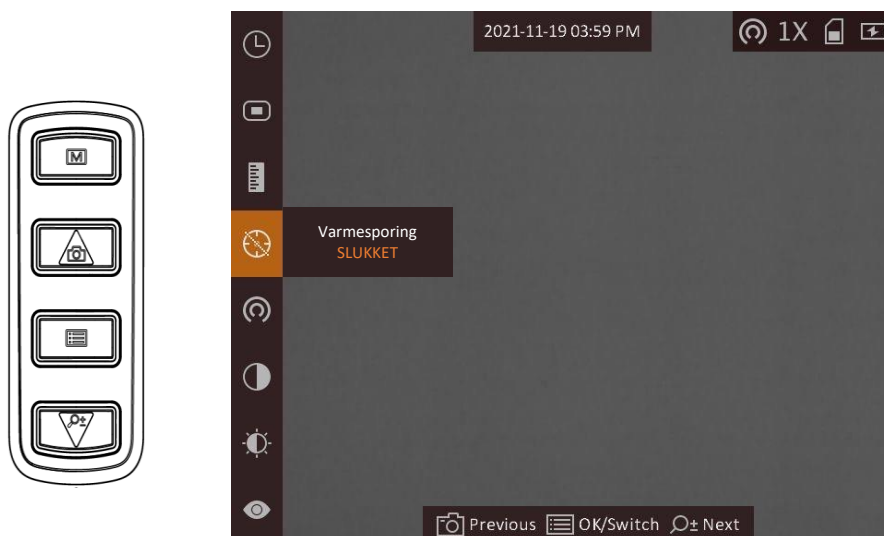 2021-11-19 03:59 PM
1X
M
Varmesporing
SLUKKET
Previous OK/Switch Next